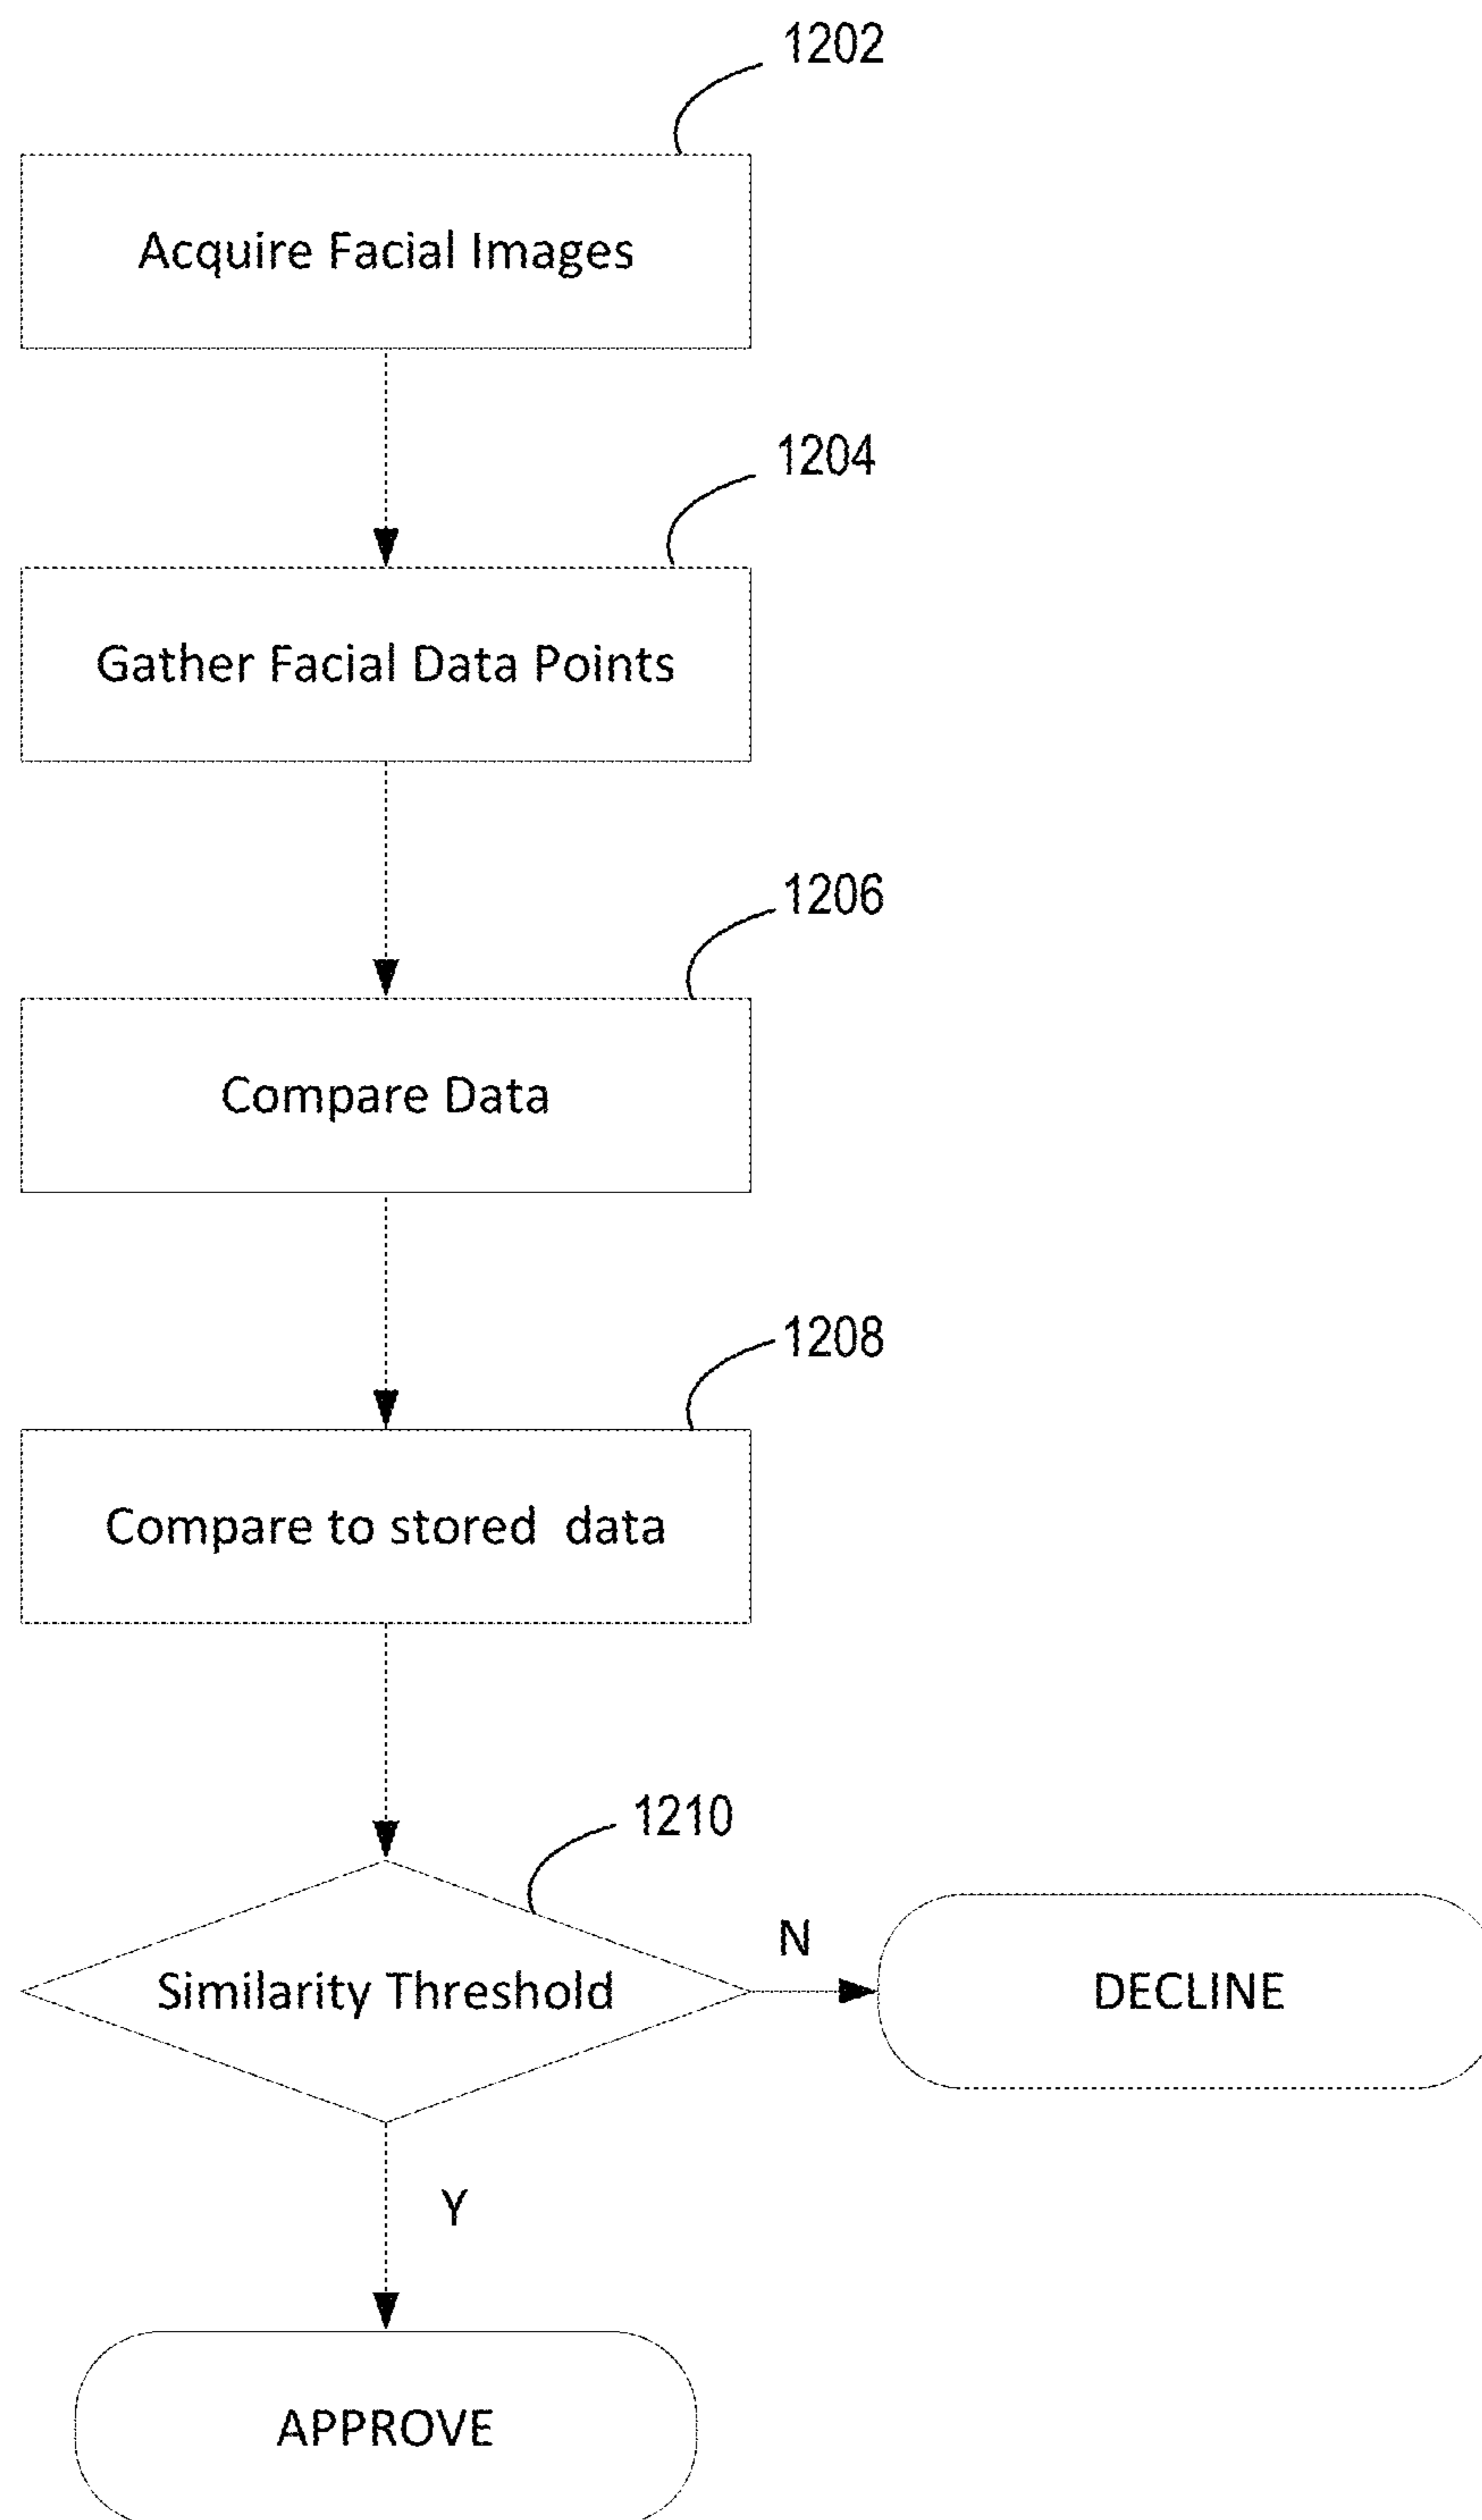 1202
Acquire Facial Images
1204
Gather Facial Data Points
1206
Compare Data
1208
Compare to stored  data
1210
Similarity Threshold
N
DECLINE
Y
APPROVE